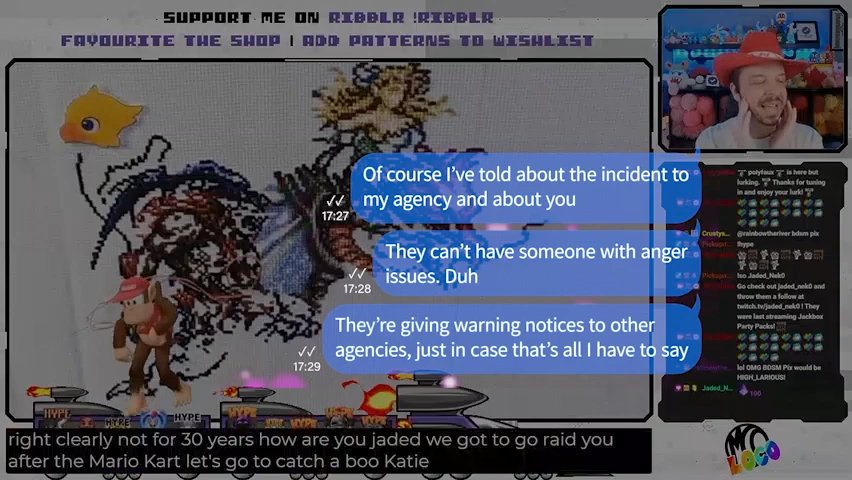 SUPPORT ME ON RIBBLR !RIBBLR
FAVOURITE THE SHOP | ADD PATTERNS TO WISHLIST
Of course I've told about the incident to
my agency and about you
17:27
They can't have someone with anger
issues. Duh
17:28
They're giving warning notices to other
agencies, just in case that's all I have to say
17:29
polytaux is here but
lurking. Thanks for tuning
in and enjoy your lurk!
Crustys...
@rainbowtheriver bdsm pix
!hype
!so Jaded_Nek0
Go check out jaded_nek0 and
throw them a follow at
twitch.tv/jaded_nek0 ! They
were last streaming Jackbox
Party Packs!
lol OMG BDSM Pix would be
HIGH_LARIOUS!
Jaded_N...
100
HYPE
HYPE
HYPE
right clearly not for 30 years how are you jaded we got to go raid you
after the Mario Kart let's go to catch a boo Katie
LOCO